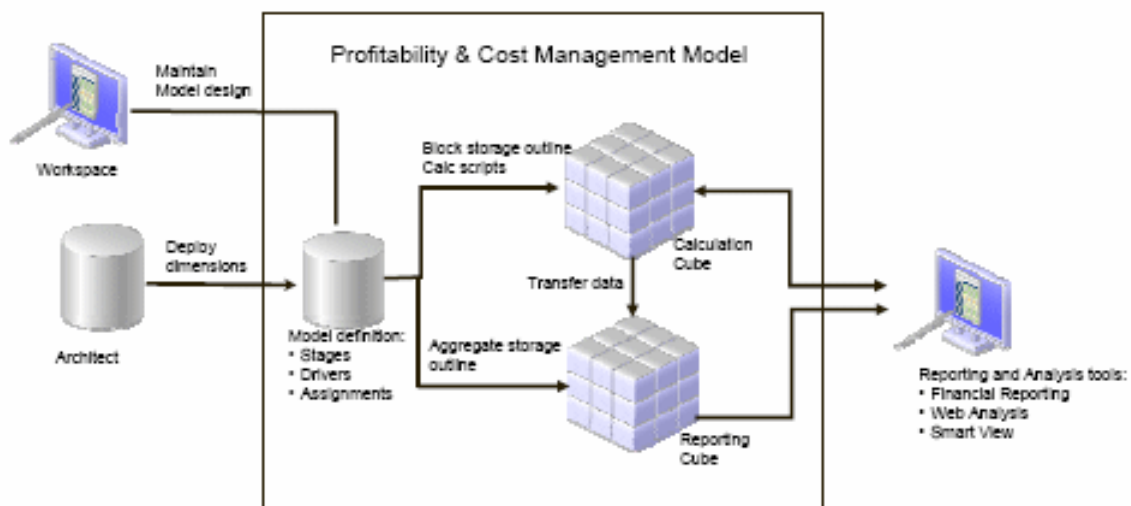 Profitability & Cost Management Model
Maintain
Model design
Workspace
Block storage outline
Calc scripts
Deploy
dimensions
Calculation
Cube
Transfer data
Architect
Model definition:
• Stages
• Drivers
• Assignments
Aggregate storage
outline
Reporting
Cube
Reporting and Analysis tools:
• Financial Reporting
• Web Analysis
• Smart View